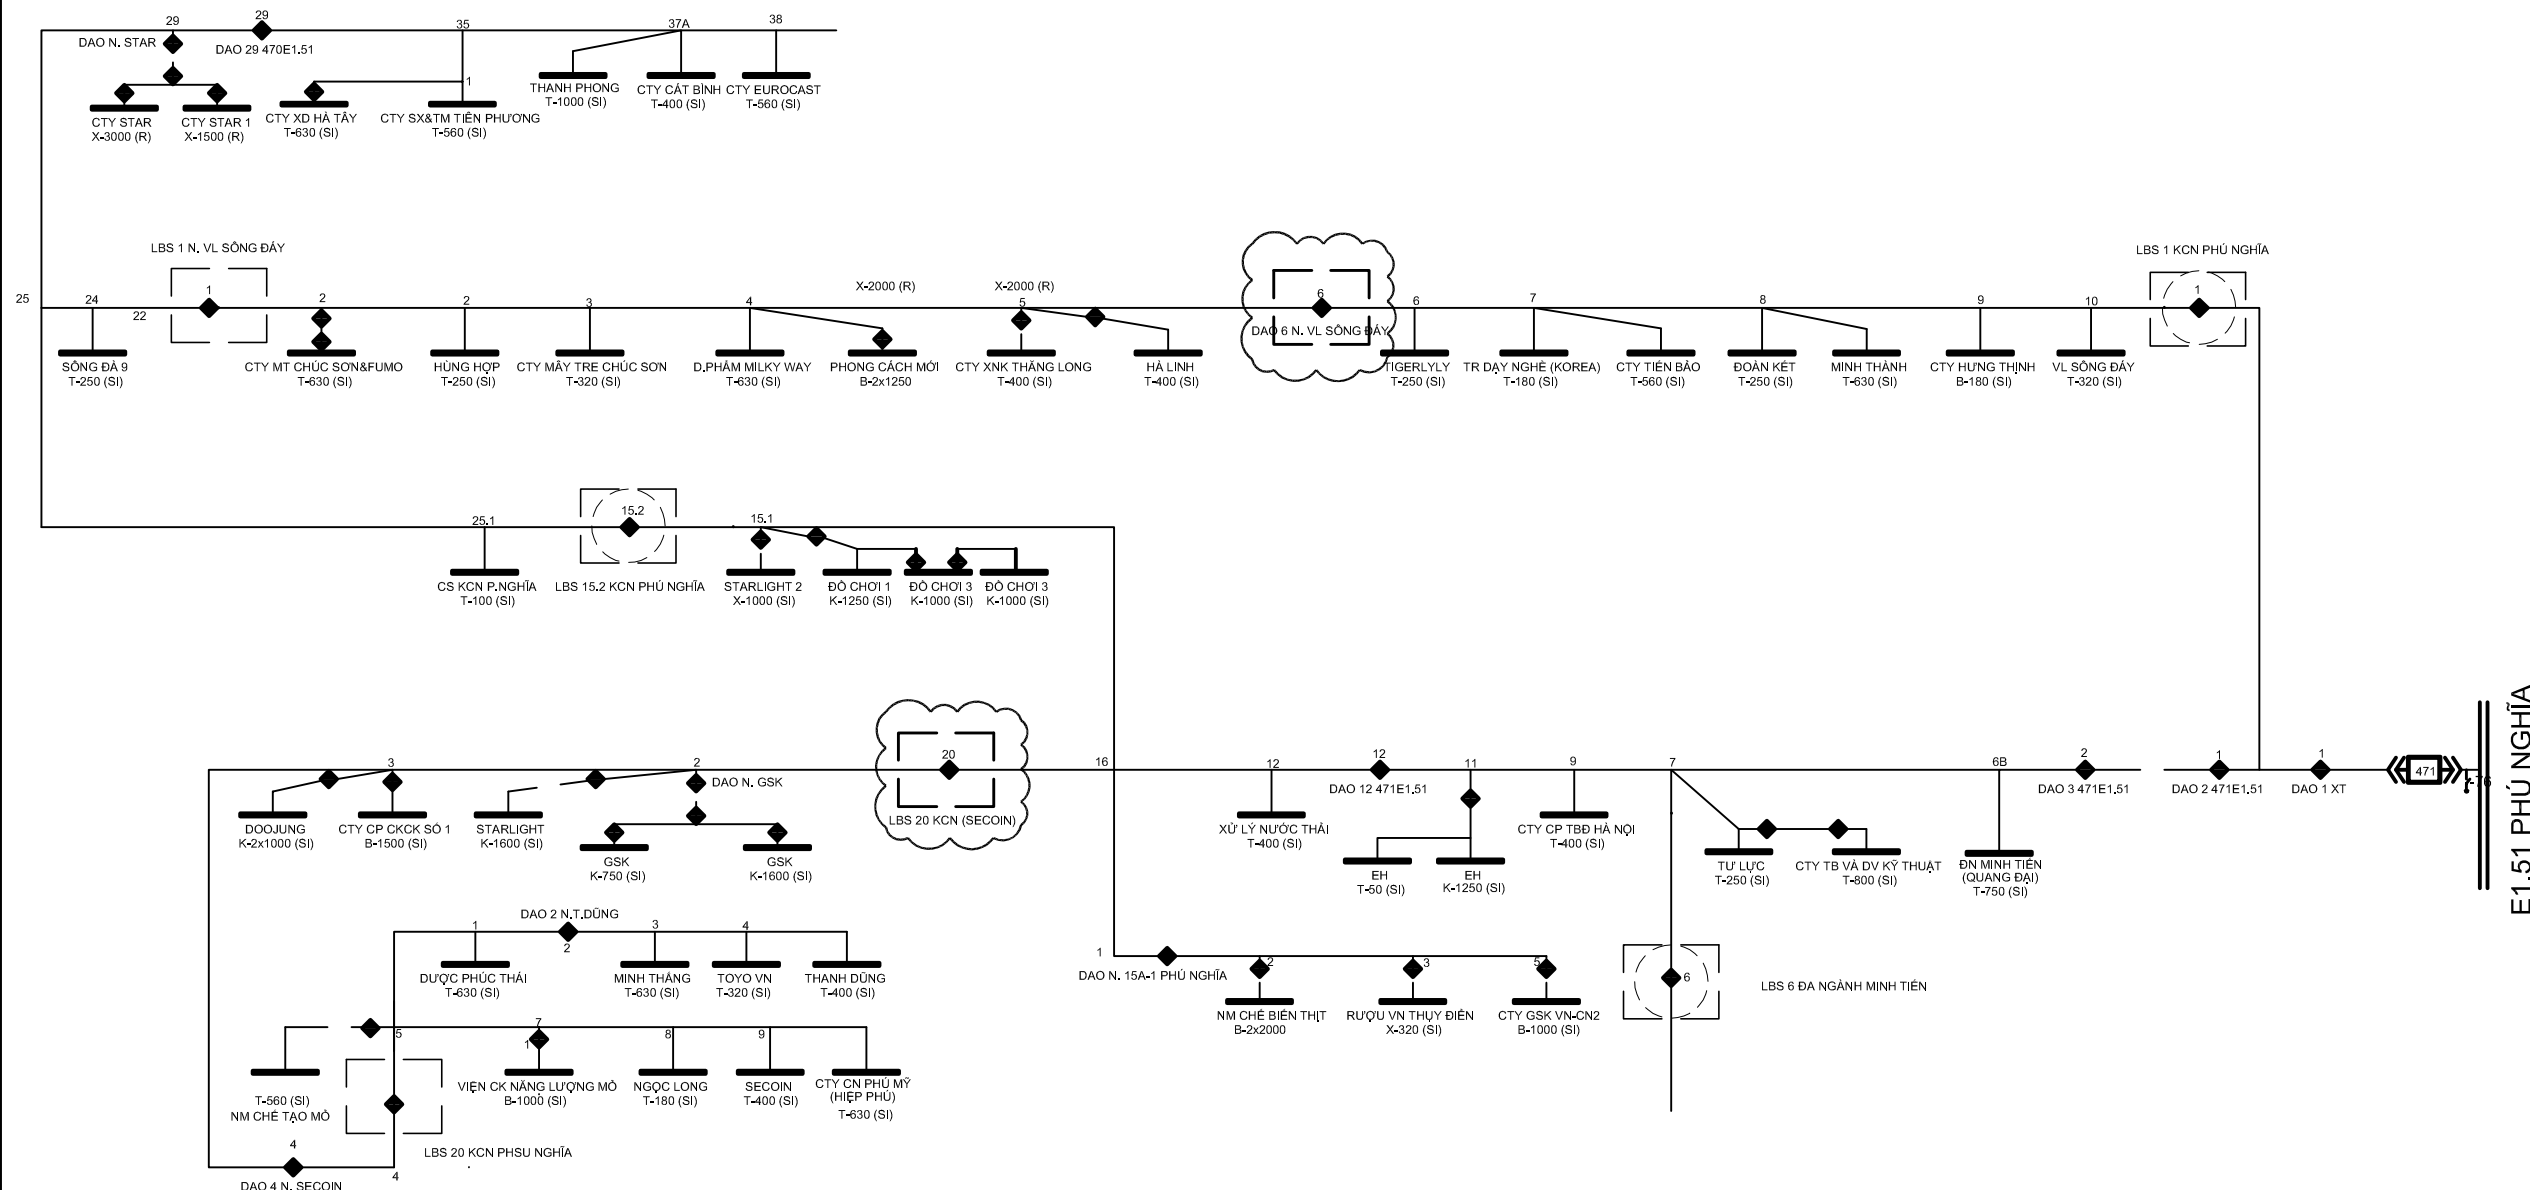 29
29
35
37A
38
DAO N. STAR
DAO 29 470E1.51
1
CTY STAR
X-3000 (R)
CTY STAR 1
X-1500 (R)
CTY XD HÀ TÂY
T-630 (SI)
CTY SX&TM TIÊN PHƯƠNG
T-560 (SI)
THANH PHONG
T-1000 (SI)
CTY CÁT BÌNH
T-400 (SI)
CTY EUROCAST
T-560 (SI)
LBS 1 N. VL SÔNG ĐÁY
LBS 1 KCN PHÚ NGHĨA
X-2000 (R)
X-2000 (R)
25
24
22
1
2
2
3
4
5
6
6
7
8
9
10
1
DAO 6 N. VL SÔNG ĐÁY
SÔNG ĐÀ 9
T-250 (SI)
CTY MT CHÚC SƠN&FUMO
T-630 (SI)
HÙNG HỢP
T-250 (SI)
CTY MÂY TRE CHÚC SƠN
T-320 (SI)
D.PHẨM MILKY WAY
T-630 (SI)
PHONG CÁCH MỚI
B-2x1250
CTY XNK THĂNG LONG
T-400 (SI)
HÀ LINH
T-400 (SI)
TIGERLYLY
T-250 (SI)
TR DẠY NGHỀ (KOREA)
T-180 (SI)
CTY TIẾN BẢO
T-560 (SI)
ĐOÀN KẾT
T-250 (SI)
MINH THÀNH
T-630 (SI)
CTY HƯNG THỊNH
B-180 (SI)
VL SÔNG ĐÁY
T-320 (SI)
25.1
15.2
15.1
CS KCN P.NGHĨA
T-100 (SI)
LBS 15.2 KCN PHÚ NGHĨA
STARLIGHT 2
X-1000 (SI)
ĐỒ CHƠI 1
K-1250 (SI)
ĐỒ CHƠI 3
K-1000 (SI)
ĐỒ CHƠI 3
K-1000 (SI)
3
2
20
16
12
12
11
9
7
6B
2
1
1
471
7-76
E1.51 PHÚ NGHĨA
DAO N. GSK
DAO 12 471E1.51
DAO 3 471E1.51
DAO 2 471E1.51
DAO 1 XT
LBS 20 KCN (SECOIN)
DOOJUNG
K-2x1000 (SI)
CTY CP CKCK SỐ 1
B-1500 (SI)
STARLIGHT
K-1600 (SI)
GSK
K-750 (SI)
GSK
K-1600 (SI)
XỬ LÝ NƯỚC THẢI
T-400 (SI)
EH
T-50 (SI)
EH
K-1250 (SI)
CTY CP TBĐ HÀ NỘI
T-400 (SI)
TỰ LỰC
T-250 (SI)
CTY TB VÀ DV KỸ THUẬT
T-800 (SI)
ĐN MINH TIẾN
(QUANG ĐẠI)
T-750 (SI)
DAO 2 N.T.DŨNG
1
2
3
4
DƯỢC PHÚC THÁI
T-630 (SI)
MINH THẮNG
T-630 (SI)
TOYO VN
T-320 (SI)
THANH DŨNG
T-400 (SI)
1
DAO N. 15A-1 PHÚ NGHĨA
2
3
5
NM CHẾ BIẾN THỊT
B-2x2000
RƯỢU VN THỤY ĐIỂN
X-320 (SI)
CTY GSK VN-CN2
B-1000 (SI)
6
LBS 6 ĐA NGÀNH MINH TIẾN
5
7
1
8
9
T-560 (SI)
NM CHẾ TẠO MỎ
VIỆN CK NĂNG LƯỢNG MỎ
B-1000 (SI)
NGỌC LONG
T-180 (SI)
SECOIN
T-400 (SI)
CTY CN PHÚ MỸ
(HIỆP PHÚ)
T-630 (SI)
LBS 20 KCN PHSU NGHĨA
4
4
DAO 4 N. SECOIN